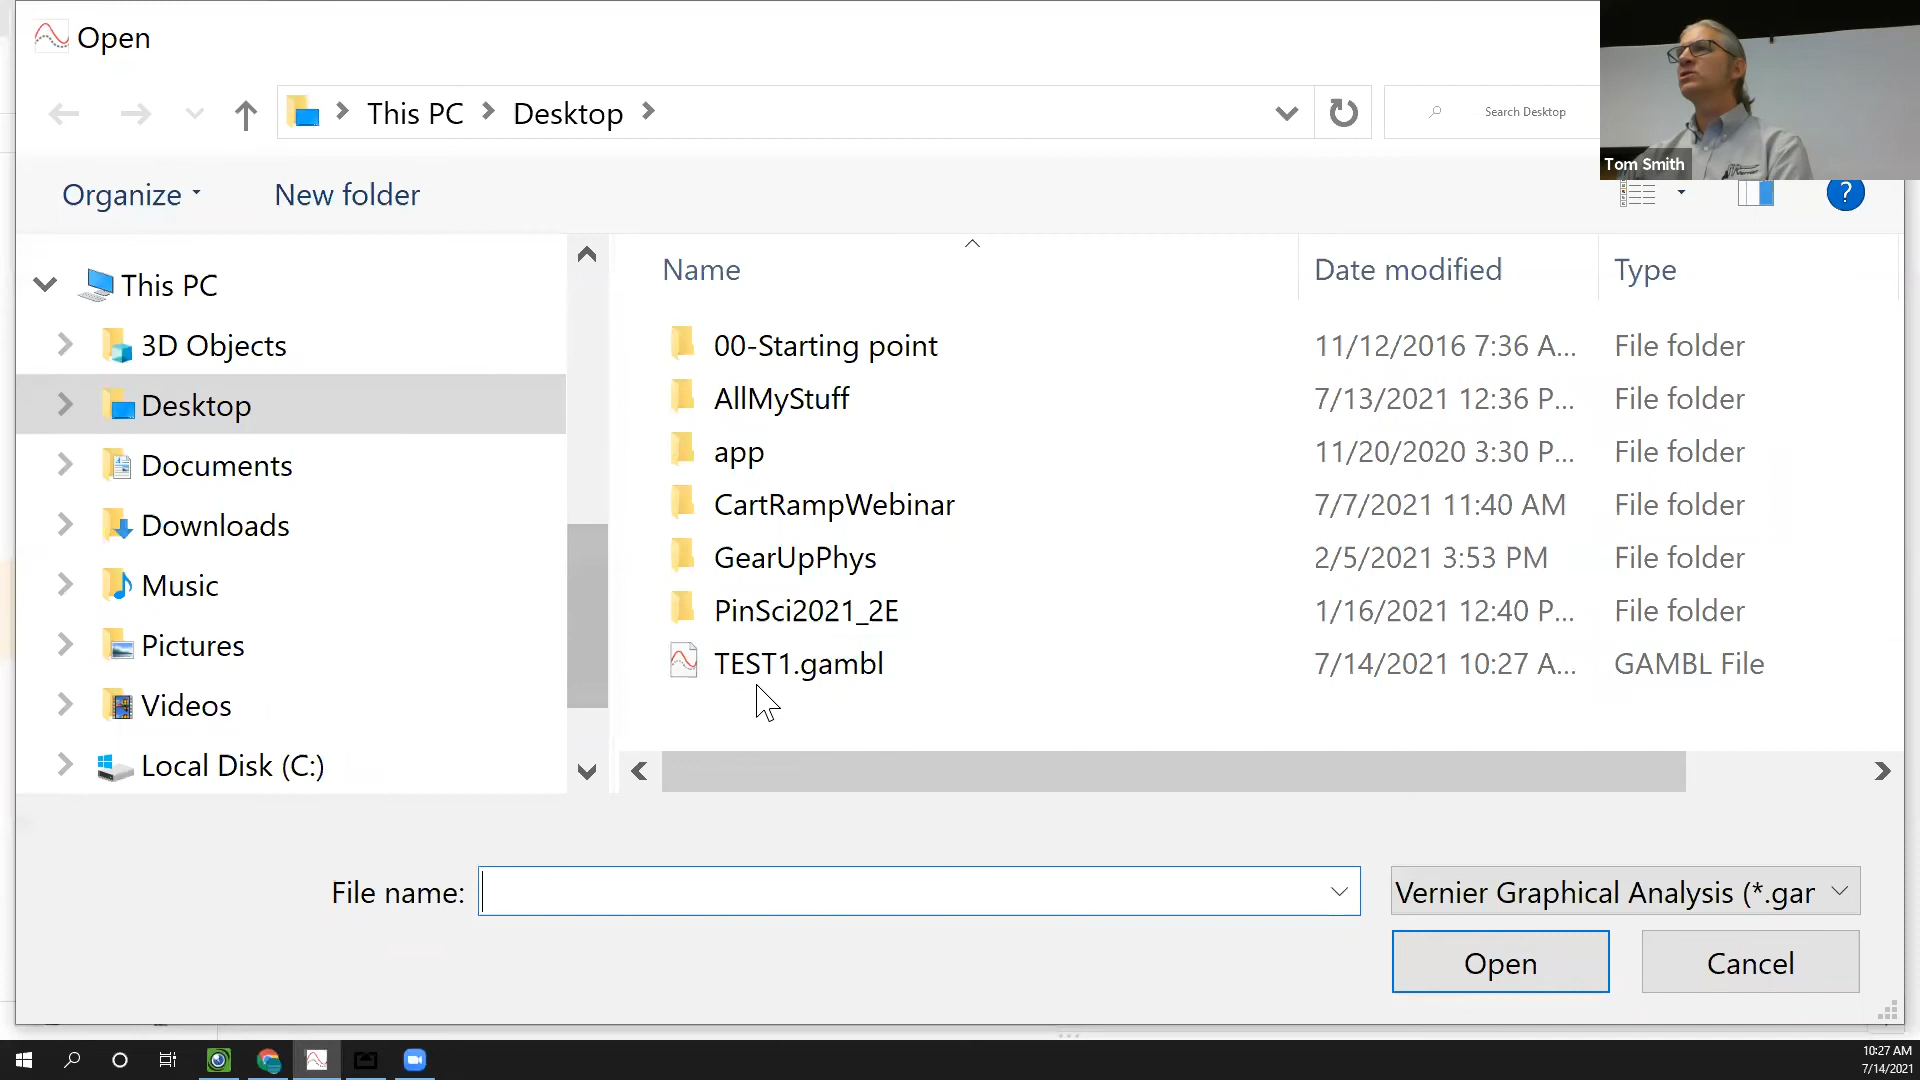 Open
This PC Desktop
Search Desktop
Tom Smith
Organize New folder
?
Name Date modified Type
This PC
3D Objects
Desktop
Documents
Downloads
Music
Pictures
Videos
Local Disk (C:)
00-Starting point 11/12/2016 7:36 A... File folder
AllMyStuff 7/13/2021 12:36 P... File folder
app 11/20/2020 3:30 P... File folder
CartRampWebinar 7/7/2021 11:40 AM File folder
GearUpPhys 2/5/2021 3:53 PM File folder
PinSci2021_2E 1/16/2021 12:40 P... File folder
TEST1.gambl 7/14/2021 10:27 A... GAMBL File
File name:
Vernier Graphical Analysis (*.gar
Open Cancel
10:27 AM
7/14/2021